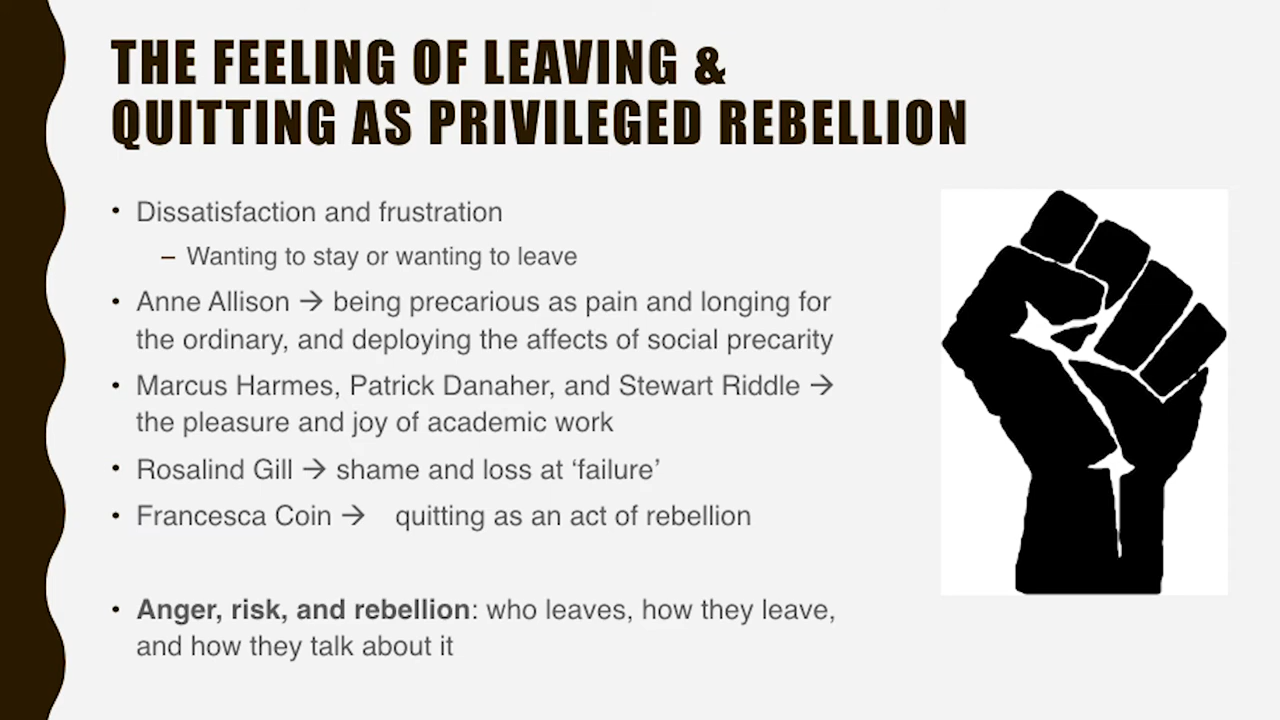 THE FEELING OF LEAVING &
QUITTING AS PRIVILEGED REBELLION
• Dissatisfaction and frustration
– Wanting to stay or wanting to leave
• Anne Allison → being precarious as pain and longing for
the ordinary, and deploying the affects of social precarity
• Marcus Harmes, Patrick Danaher, and Stewart Riddle →
the pleasure and joy of academic work
• Rosalind Gill → shame and loss at ‘failure’
• Francesca Coin → quitting as an act of rebellion
• Anger, risk, and rebellion: who leaves, how they leave,
and how they talk about it